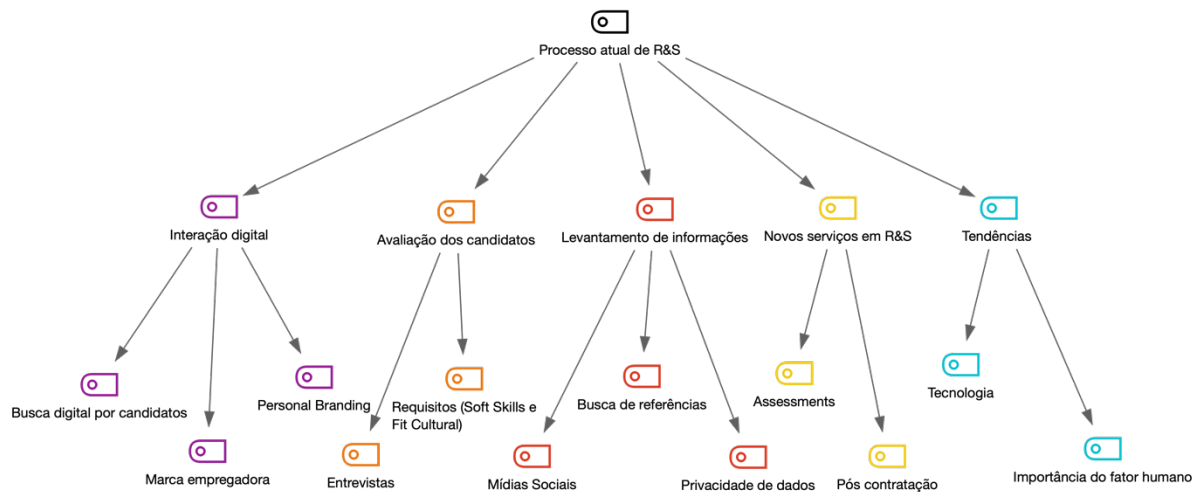 Processo atual de R&S
Interação digital
Avaliação dos candidatos
Levantamento de informações
Novos serviços em R&S
Tendências
Busca digital por candidatos
Personal Branding
Requisitos (Soft Skills e
Fit Cultural)
Busca de referências
Assessments
Tecnologia
Marca empregadora
Entrevistas
Mídias Sociais
Privacidade de dados
Pós contratação
Importância do fator humano